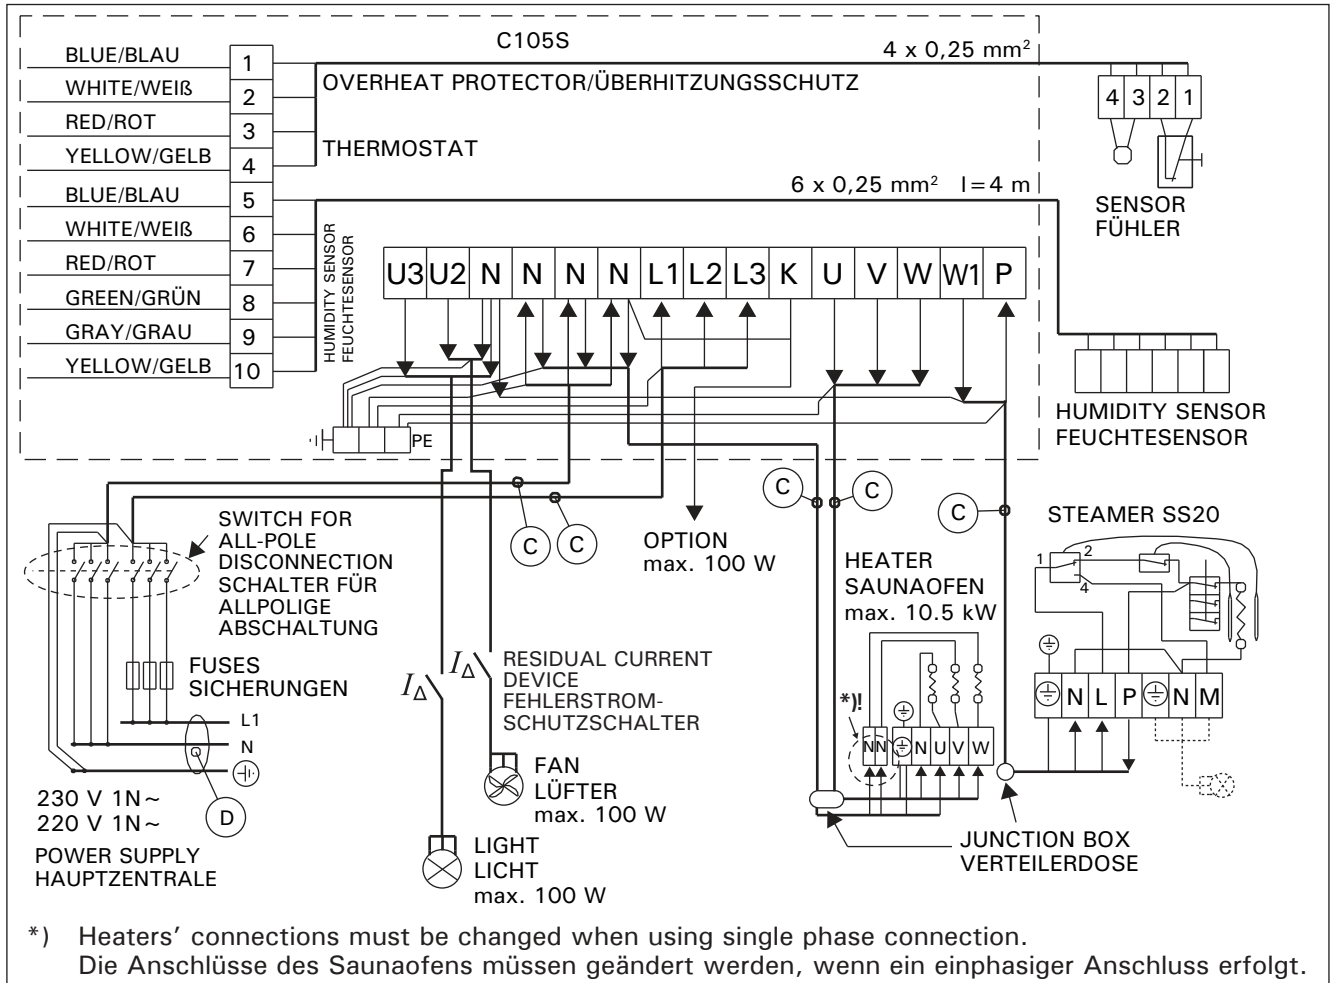 C105S
4 x 0,25 mm²
BLUE/BLAU 1
WHITE/WEIß 2
RED/ROT 3
YELLOW/GELB 4
BLUE/BLAU 5
WHITE/WEIß 6
RED/ROT 7
GREEN/GRÜN 8
GRAY/GRAU 9
YELLOW/GELB 10
OVERHEAT PROTECTOR/ÜBERHITZUNGSSCHUTZ
THERMOSTAT
4 3 2 1
SENSOR
FÜHLER
6 x 0,25 mm² l=4 m
HUMIDITY SENSOR
FEUCHTESENSOR
U3 U2 N N N N L1 L2 L3 K U V W W1 P
HUMIDITY SENSOR
FEUCHTESENSOR
PE
C
C
C
C
C
SWITCH FOR
ALL-POLE
DISCONNECTION
SCHALTER FÜR
ALLPOLIGE
ABSCHALTUNG
OPTION
max. 100 W
HEATER
SAUNAOFEN
max. 10.5 kW
STEAMER SS20
1 2
4
FUSES
SICHERUNGEN
I∆
I∆
RESIDUAL CURRENT
DEVICE
FEHLERSTROM-
SCHUTZSCHALTER
*)!
N N N U V W
N L P N M
L1
N
D
230 V 1N~
220 V 1N~
POWER SUPPLY
HAUPTZENTRALE
FAN
LÜFTER
max. 100 W
LIGHT
LICHT
max. 100 W
JUNCTION BOX
VERTEILERDOSE
*) Heaters’ connections must be changed when using single phase connection.
Die Anschlüsse des Saunaofens müssen geändert werden, wenn ein einphasiger Anschluss erfolgt.